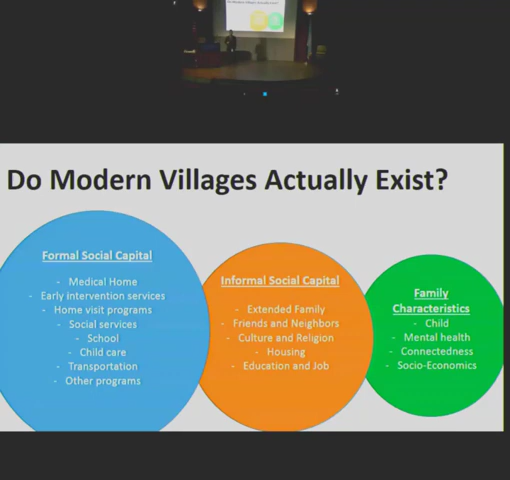 Do Modern Villages Actually Exist?
Formal Social Capital
- Medical Home
- Early intervention services
- Home visit programs
- Social services
- School
- Child care
- Transportation
- Other programs
Informal Social Capital
- Extended Family
- Friends and Neighbors
- Culture and Religion
- Housing
- Education and Job
Family
Characteristics
- Child
- Mental health
- Connectedness
- Socio-Economics